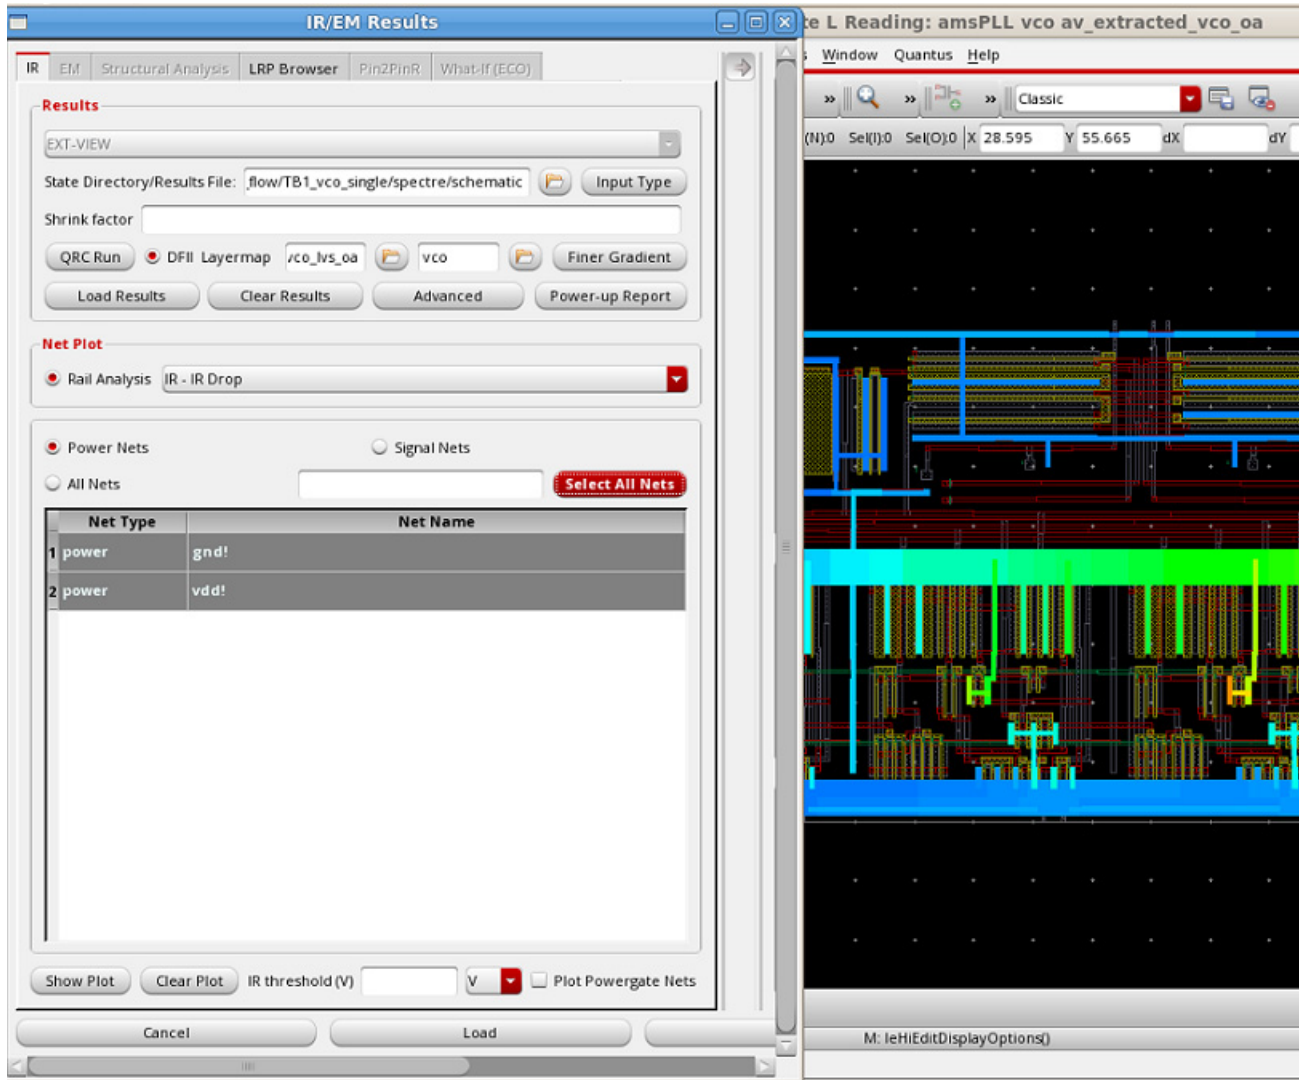 IR/EM Results
IR EM Structural Analysis LRP Browser Pin2PinR What-If (ECO)
Results
EXT-VIEW
State Directory/Results File: flow/TB1_vco_single/spectre/schematic Input Type
Shrink factor
QRC Run DFII Layermap /co_lvs_oa vco Finer Gradient
Load Results Clear Results Advanced Power-up Report
Net Plot
Rail Analysis IR - IR Drop
Power Nets Signal Nets
All Nets Select All Nets
Net Type Net Name
1 power gnd!
2 power vdd!
Show Plot Clear Plot IR threshold (V) V Plot Powergate Nets
Cancel Load
te L Reading: amsPLL vco av_extracted_vco_oa
Window Quantus Help
» » » Classic
(N):0 Sel(I):0 Sel(O):0 X 28.595 Y 55.665 dX dY
M: leHiEditDisplayOptions()